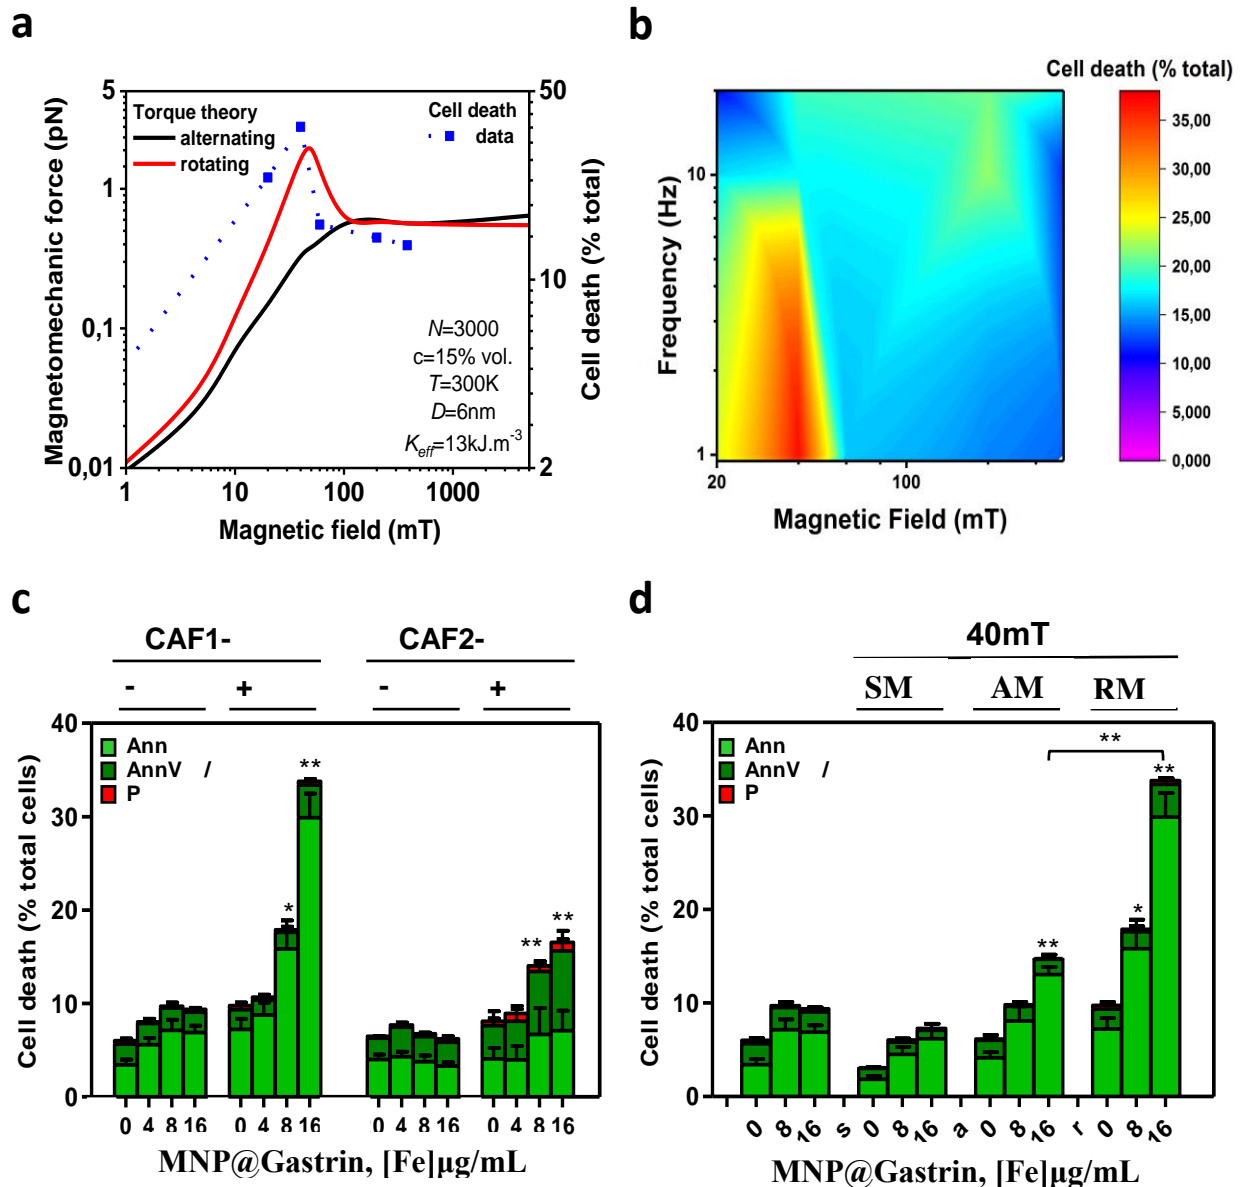 a
Magnetomechanic force (pN)
5
1
0,1
0,01
Torque theory
alternating
rotating
Cell death
data
N=3000
c=15% vol.
T=300K
D=6nm
Keff=13kJ.m-3
50
10
2
Cell death (% total)
1 10 100 1000
Magnetic field (mT)
b
Cell death (% total)
Frequency (Hz)
10
1
20 100
Magnetic Field (mT)
35,00
30,00
25,00
20,00
15,00
10,00
5,000
0,000
c
CAF1- CAF2-
- + - +
Cell death (% total cells)
40
30
20
10
0
Ann
AnnV /
P
* ** ** **
0 4 8 16 0 4 8 16 0 4 8 16 0 4 8 16
MNP@Gastrin, [Fe]µg/mL
d
40mT
SM AM RM
Cell death (% total cells)
40
30
20
10
0
Ann
AnnV /
P
**
** * **
0 8 16 s 0 8 16 a 0 8 16 r 0 8 16
MNP@Gastrin, [Fe]µg/mL